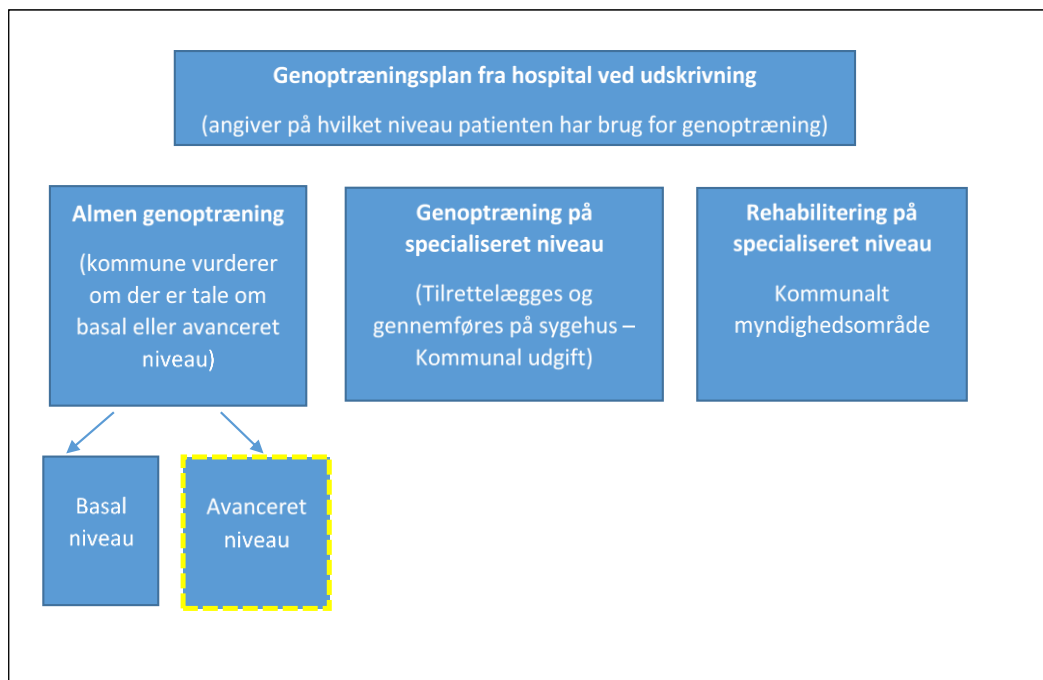 Genoptræningsplan fra hospital ved udskrivning
(angiver på hvilket niveau patienten har brug for genoptræning)
Almen genoptræning
(kommune vurderer
om der er tale om
basal eller avanceret
niveau)
Genoptræning på
specialiseret niveau
(Tilrettelægges og
gennemføres på sygehus –
Kommunal udgift)
Rehabilitering på
specialiseret niveau
Kommunalt
myndighedsområde
Basal
niveau
Avanceret
niveau